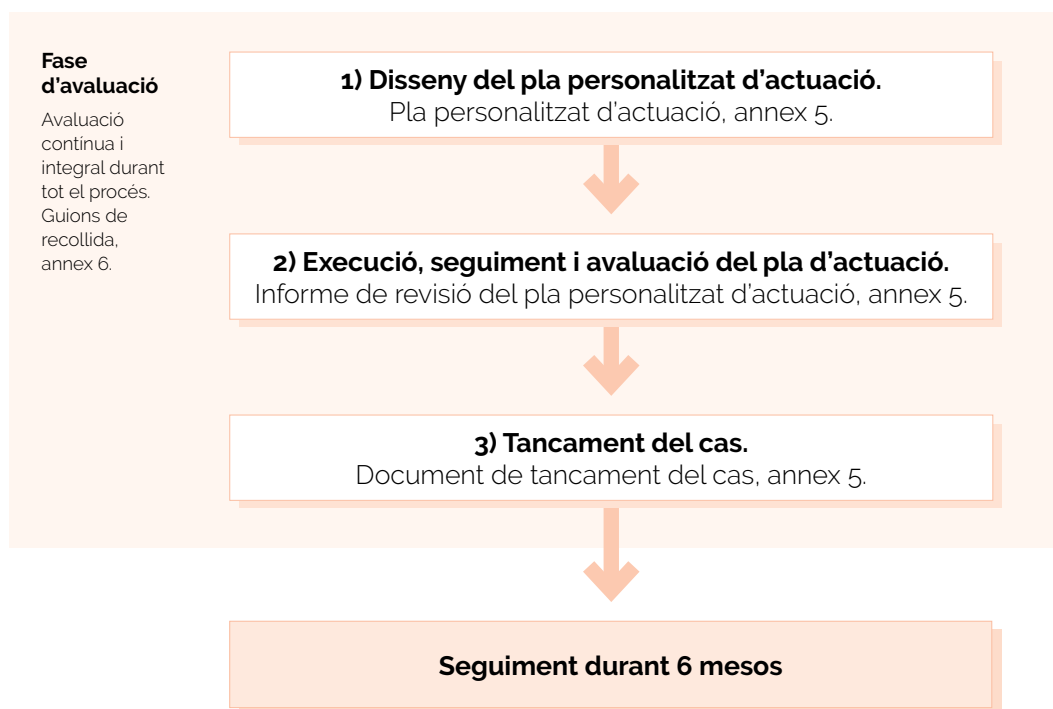 Fase
d’avaluació
Avaluació
contínua i
integral durant
tot el procés.
Guions de
recollida,
annex 6.
1) Disseny del pla personalitzat d’actuació.
Pla personalitzat d’actuació, annex 5.
2) Execució, seguiment i avaluació del pla d’actuació.
Informe de revisió del pla personalitzat d’actuació, annex 5.
3) Tancament del cas.
Document de tancament del cas, annex 5.
Seguiment durant 6 mesos